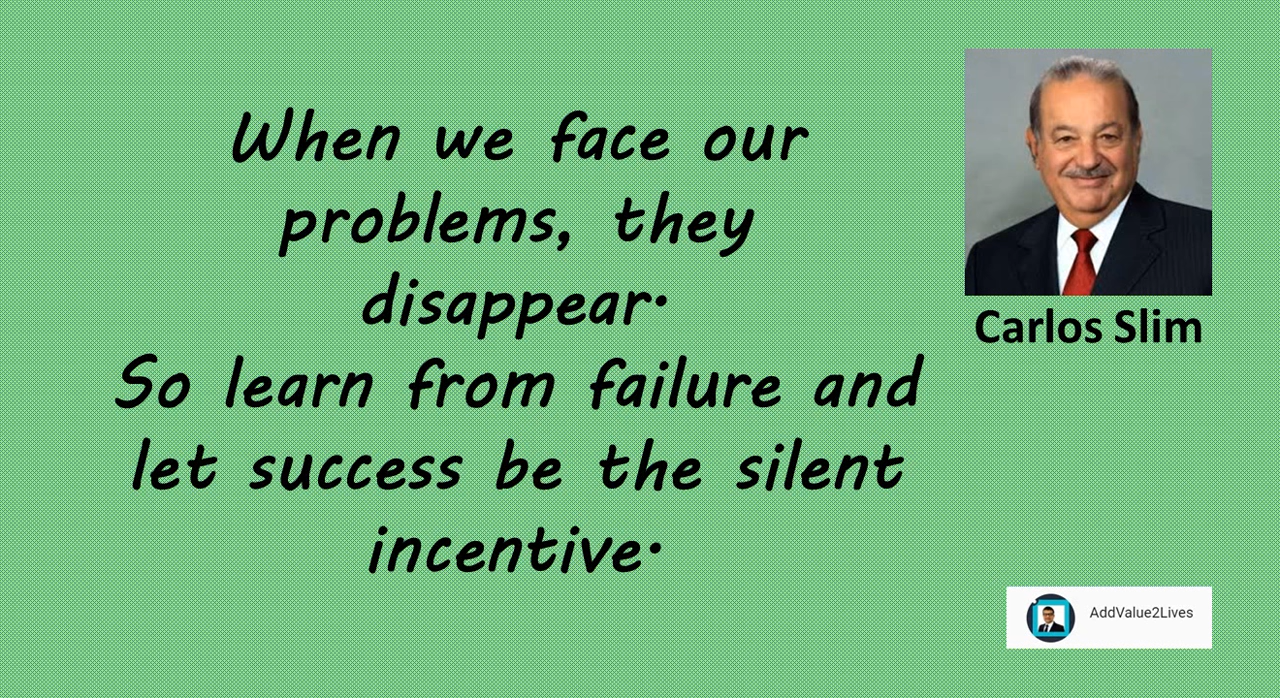 When we face our
problems, they
disappear.
So learn from failure and
let success be the silent
incentive.
Carlos Slim
AddValue2Lives